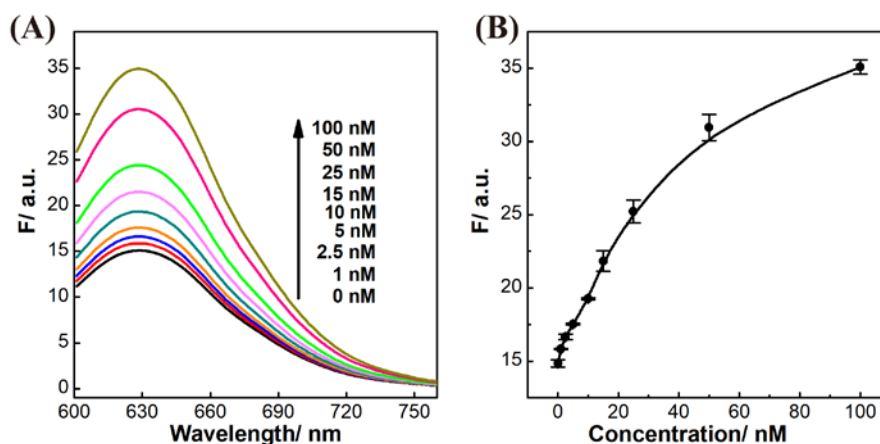 (A)
F/ a.u.
35
30
25
20
15
10
5
0
600 630 660 690 720 750
Wavelength/ nm
100 nM
50 nM
25 nM
15 nM
10 nM
5 nM
2.5 nM
1 nM
0 nM
(B)
F/ a.u.
35
30
25
20
15
0 20 40 60 80 100
Concentration/ nM